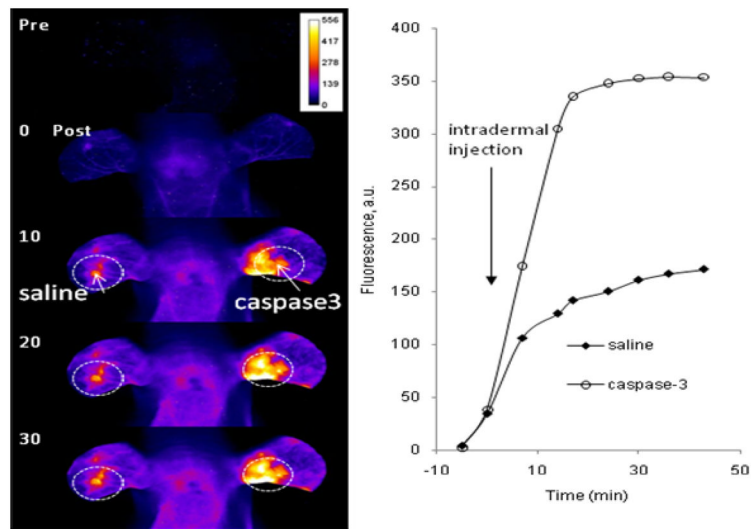 Pre
556
417
278
139
0
0 Post
10
saline
caspase3
20
30
400
350
300
250
200
150
100
50
0
Fluorescence, a.u.
intradermal
injection
saline
caspase-3
-10
10
30
50
Time (min)